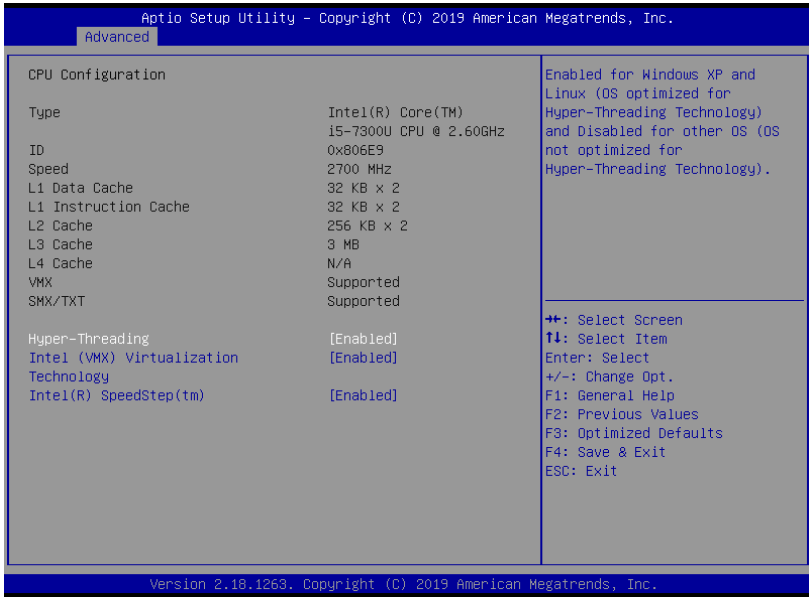 Aptio Setup Utility – Copyright (C) 2019 American Megatrends, Inc.
Advanced
CPU Configuration
Type Intel(R) Core(TM)
i5-7300U CPU @ 2.60GHz
ID 0x806E9
Speed 2700 MHz
L1 Data Cache 32 KB x 2
L1 Instruction Cache 32 KB x 2
L2 Cache 256 KB x 2
L3 Cache 3 MB
L4 Cache N/A
VMX Supported
SMX/TXT Supported
Hyper-Threading [Enabled]
Intel (VMX) Virtualization [Enabled]
Technology
Intel(R) SpeedStep(tm) [Enabled]
Enabled for Windows XP and
Linux (OS optimized for
Hyper-Threading Technology)
and Disabled for other OS (OS
not optimized for
Hyper-Threading Technology).
→←: Select Screen
↑↓: Select Item
Enter: Select
+/-: Change Opt.
F1: General Help
F2: Previous Values
F3: Optimized Defaults
F4: Save & Exit
ESC: Exit
Version 2.18.1263. Copyright (C) 2019 American Megatrends, Inc.